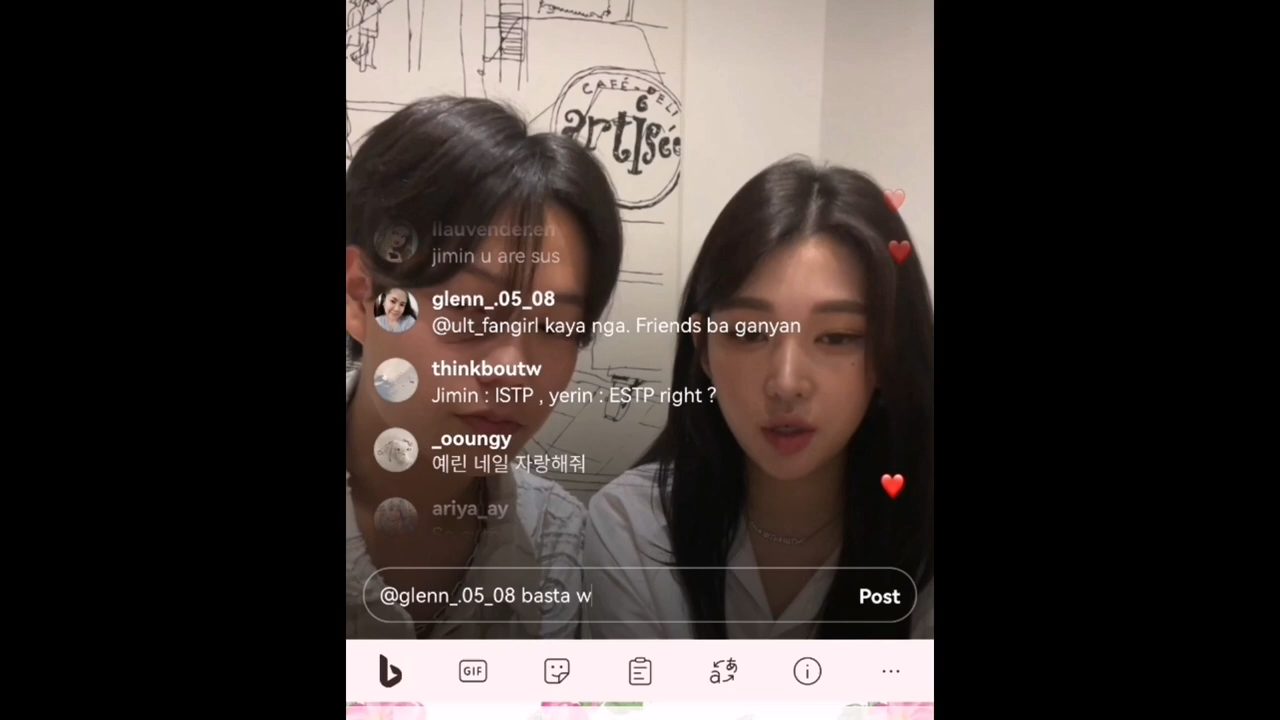 CAFÉ·DELI
artisée
llauvender.en
jimin u are sus
glenn_.05_08
@ult_fangirl kaya nga. Friends ba ganyan
thinkboutw
Jimin : ISTP , yerin : ESTP right ?
_ooungy
예린 네일 자랑해줘
ariya_ay
@glenn_.05_08 basta w
Post
GIF